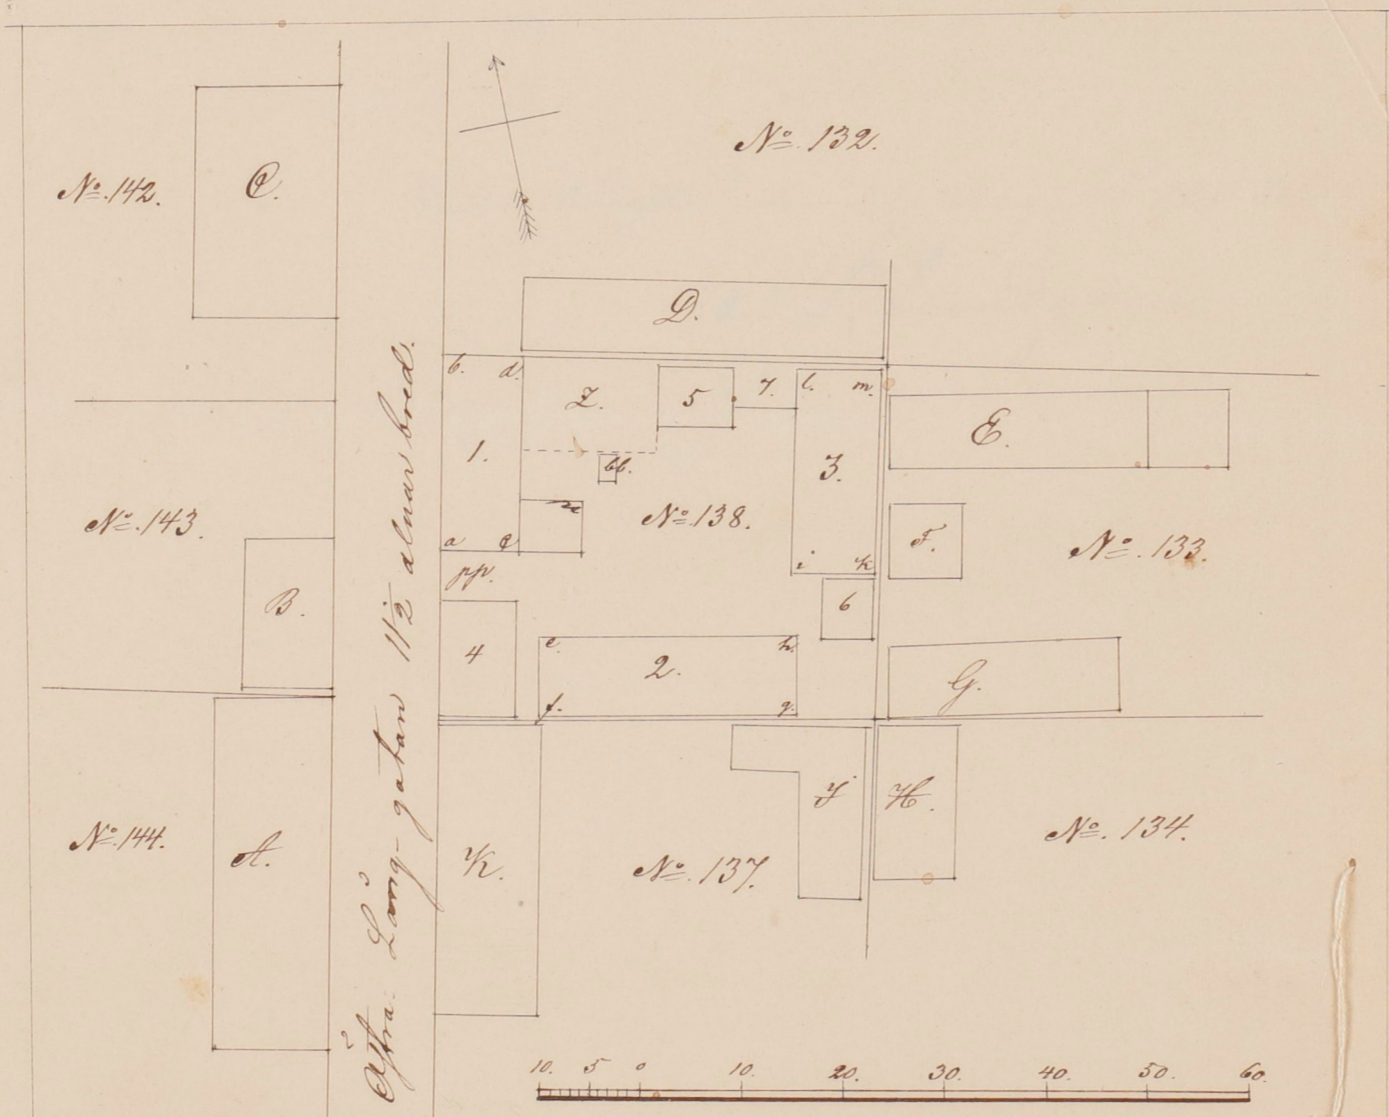 No. 132.
No. 142.
C.
D.
b. d.
Z.
5
7.
l. m.
E.
1.
bb.
3.
No. 143.
a
No. 138.
F.
No. 133.
i k
pp.
B.
6
4
e. h.
2.
f. g.
G.
No. 144.
A.
K.
No. 137.
J
H.
No. 134.
Östra Lång-gatan 11½ alnar bred.
10. 5 0 10. 20. 30. 40. 50. 60.